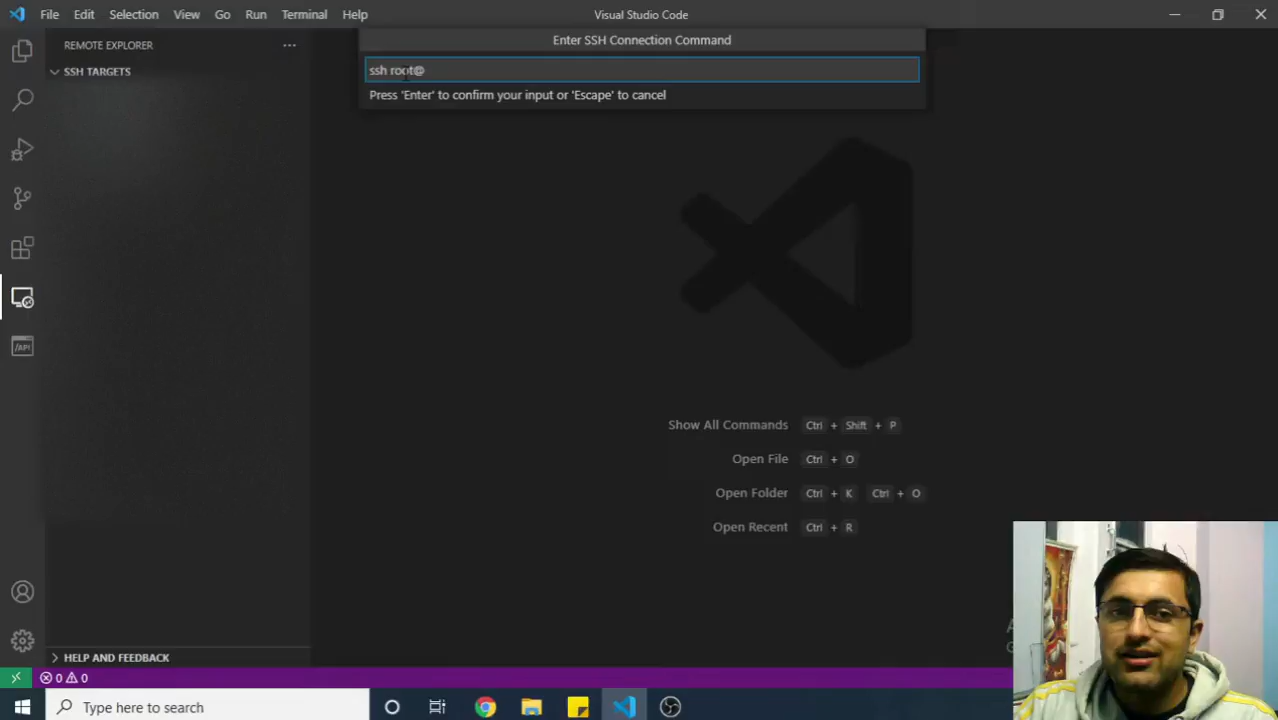 File Edit Selection View Go Run Terminal Help
Visual Studio Code
REMOTE EXPLORER
SSH TARGETS
Enter SSH Connection Command
ssh root@
Press 'Enter' to confirm your input or 'Escape' to cancel
/API
Show All Commands Ctrl + Shift + P
Open File Ctrl + O
Open Folder Ctrl + K Ctrl + O
Open Recent Ctrl + R
HELP AND FEEDBACK
0 0
Type here to search